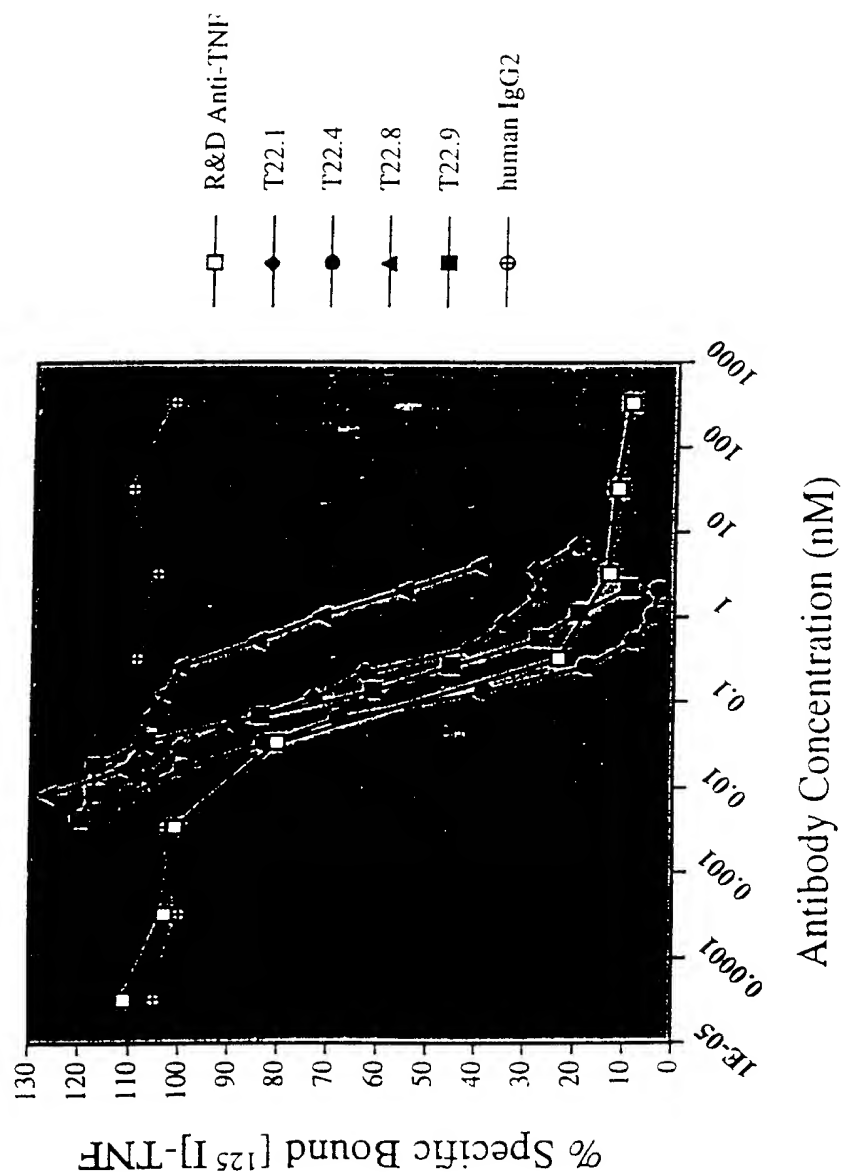 R&D Anti-TNF
T22.1
T22.4
T22.8
T22.9
human IgG2
130
120
110
100
90
80
70
60
50
40
30
20
10
0
1E-05
0.0001
0.001
0.01
0.1
1
10
100
1000
% Specific Bound [125 I]-TNF
Antibody Concentration (nM)